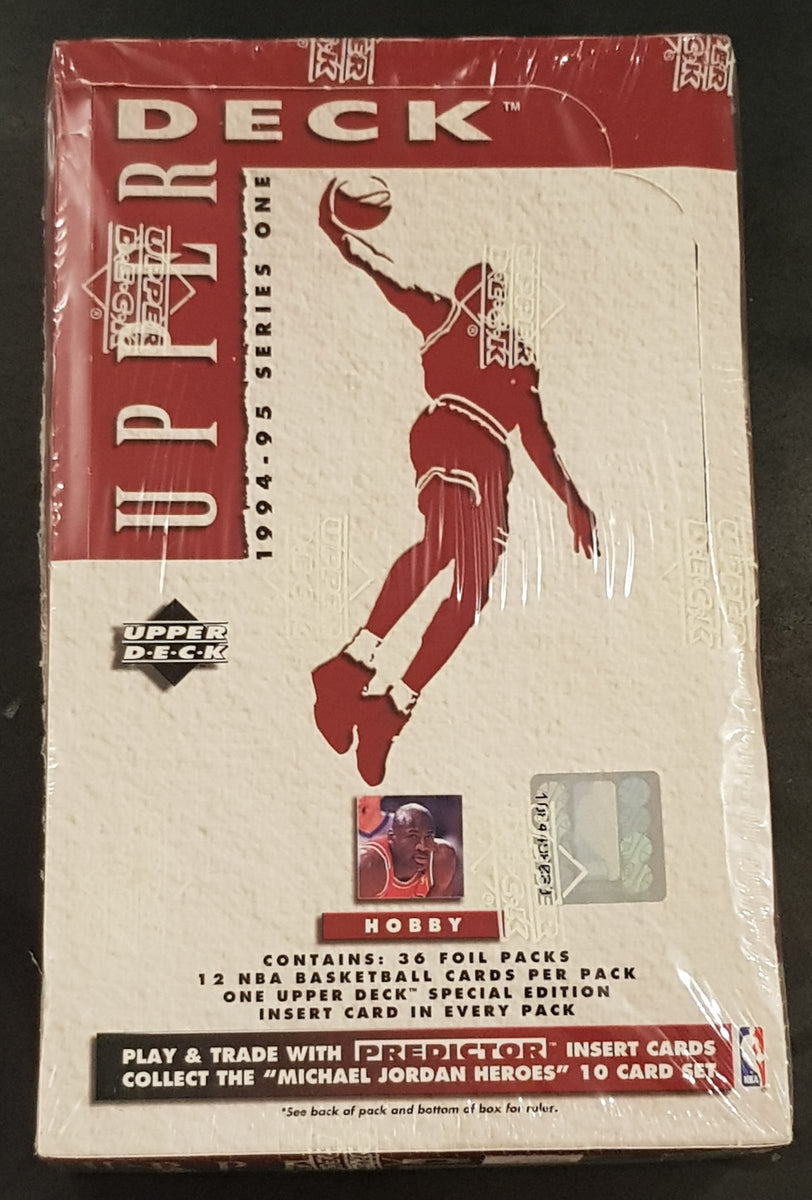 DECK™
UPPER
1994-95 SERIES ONE
UPPER
D·E·C·K
HOBBY
CONTAINS: 36 FOIL PACKS
12 NBA BASKETBALL CARDS PER PACK
ONE UPPER DECK™ SPECIAL EDITION
INSERT CARD IN EVERY PACK
PLAY & TRADE WITH PREDICTOR™ INSERT CARDS
COLLECT THE "MICHAEL JORDAN HEROES" 10 CARD SET
NBA
*See back of pack and bottom of box for ruler.